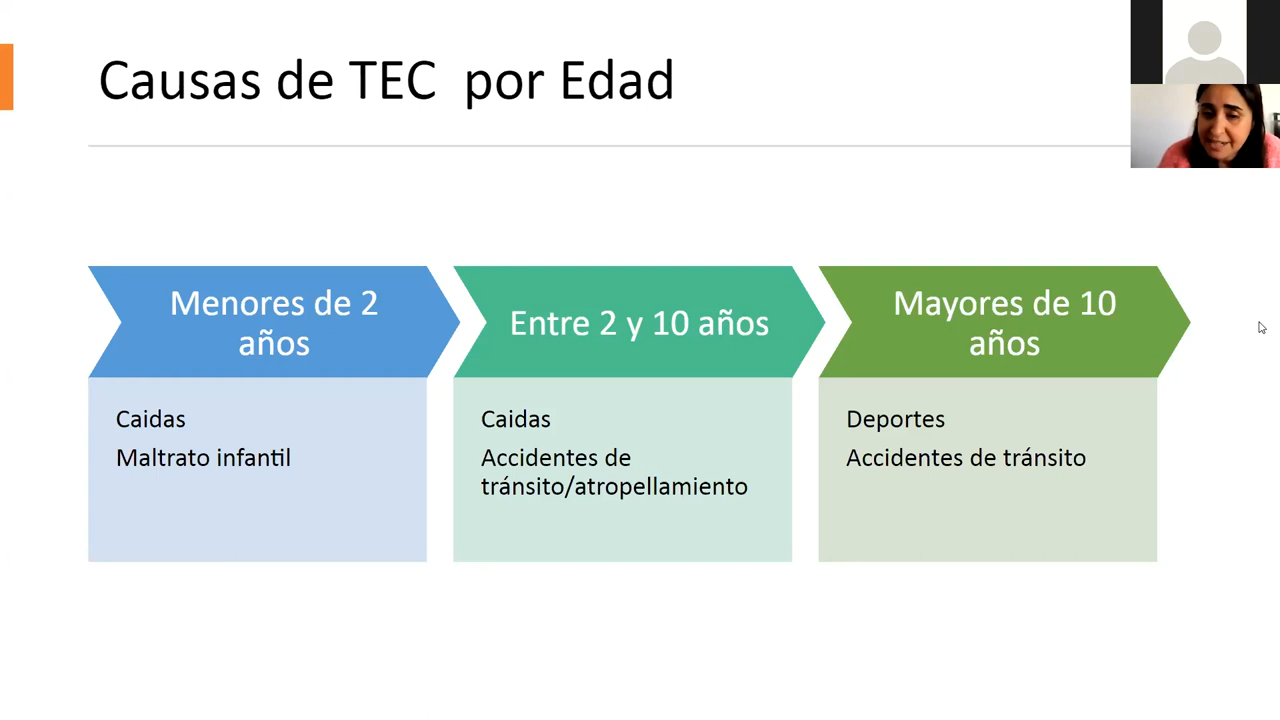 Causas de TEC por Edad
Menores de 2
años
Caidas
Maltrato infantil
Entre 2 y 10 años
Caidas
Accidentes de
tránsito/atropellamiento
Mayores de 10
años
Deportes
Accidentes de tránsito